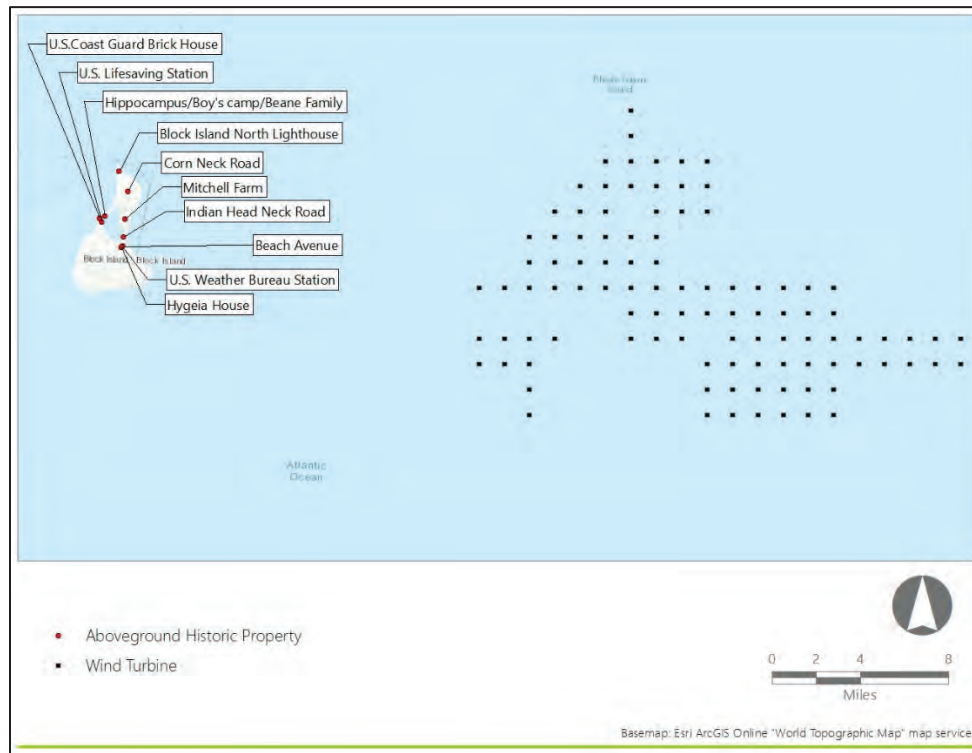 U.S.Coast Guard Brick House
U.S. Lifesaving Station
Hippocampus/Boy's camp/Beane Family
Block Island North Lighthouse
Corn Neck Road
Mitchell Farm
Indian Head Neck Road
Beach Avenue
U.S. Weather Bureau Station
Hygeia House
Block Island
Block Island
Sound
Atlantic
Ocean
Aboveground Historic Property
Wind Turbine
0 2 4 8
Miles
Basemap: Esri ArcGIS Online "World Topographic Map" map service